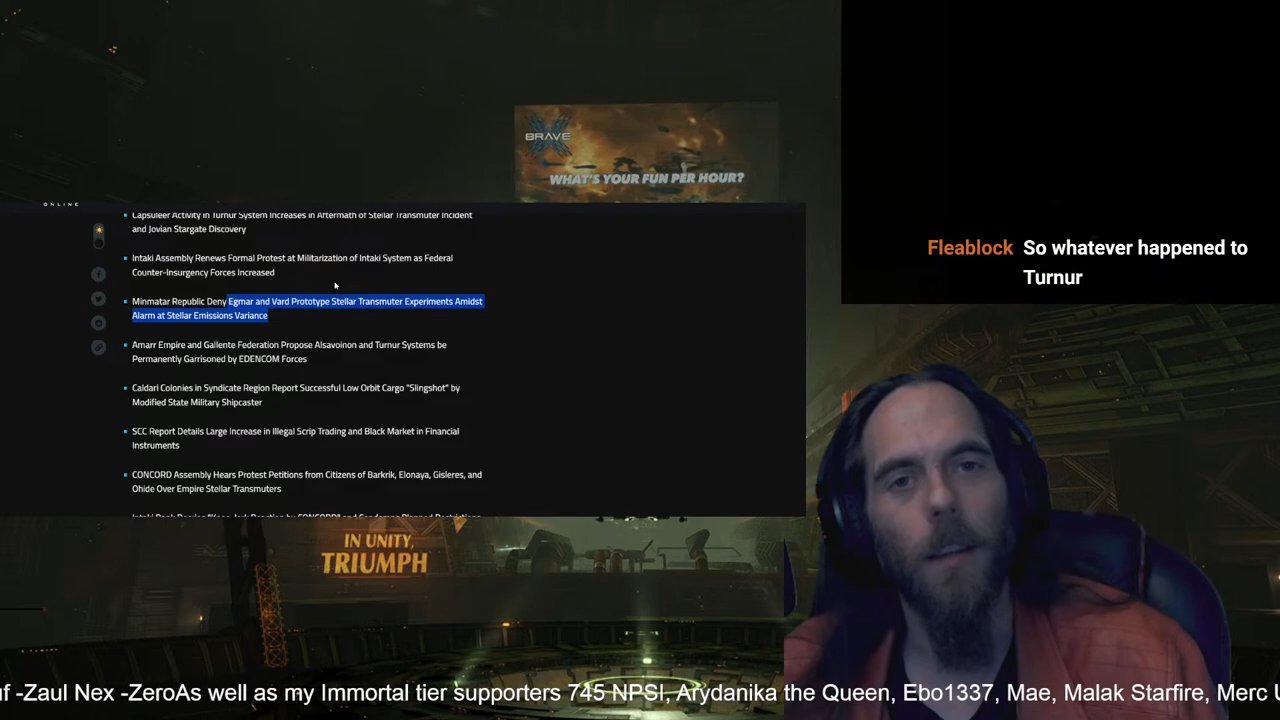 BRAVE
WHAT'S YOUR FUN PER HOUR?
ONLINE
Capsuleer Activity in Turnur System Increases in Aftermath of Stellar Transmuter Incident
and Jovian Stargate Discovery
Intaki Assembly Renews Formal Protest at Militarization of Intaki System as Federal
Counter-Insurgency Forces Increased
Minmatar Republic Deny Egmar and Vard Prototype Stellar Transmuter Experiments Amidst
Alarm at Stellar Emissions Variance
Amarr Empire and Gallente Federation Propose Alsavoinon and Turnur Systems be
Permanently Garrisoned by EDENCOM Forces
Caldari Colonies in Syndicate Region Report Successful Low Orbit Cargo "Slingshot" by
Modified State Military Shipcaster
SCC Report Details Large Increase in Illegal Scrip Trading and Black Market in Financial
Instruments
CONCORD Assembly Hears Protest Petitions from Citizens of Barkrik, Elonaya, Gisleres, and
Ohide Over Empire Stellar Transmuters
Fleablock So whatever happened to
Turnur
IN UNITY,
TRIUMPH
uf -Zaul Nex -ZeroAs well as my Immortal tier supporters 745 NPSI, Arydanika the Queen, Ebo1337, Mae, Malak Starfire, Merc U